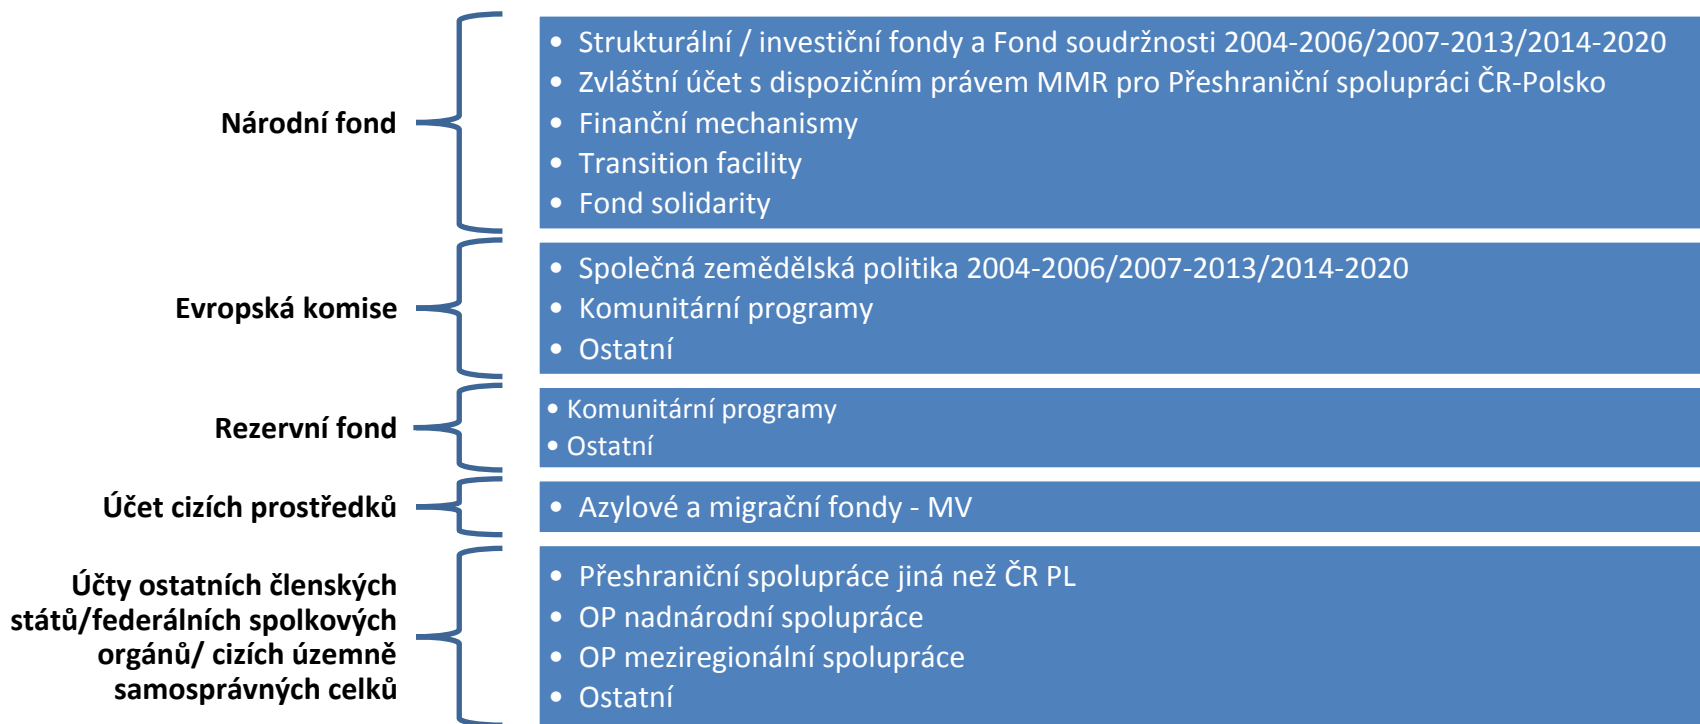 Národní fond
• Strukturální / investiční fondy a Fond soudržnosti 2004-2006/2007-2013/2014-2020
• Zvláštní účet s dispozičním právem MMR pro Přeshraniční spolupráci ČR-Polsko
• Finanční mechanismy
• Transition facility
• Fond solidarity
Evropská komise
• Společná zemědělská politika 2004-2006/2007-2013/2014-2020
• Komunitární programy
• Ostatní
Rezervní fond
• Komunitární programy
• Ostatní
Účet cizích prostředků
• Azylové a migrační fondy - MV
Účty ostatních členských
států/federálních spolkových
orgánů/ cizích územně
samosprávných celků
• Přeshraniční spolupráce jiná než ČR PL
• OP nadnárodní spolupráce
• OP meziregionální spolupráce
• Ostatní